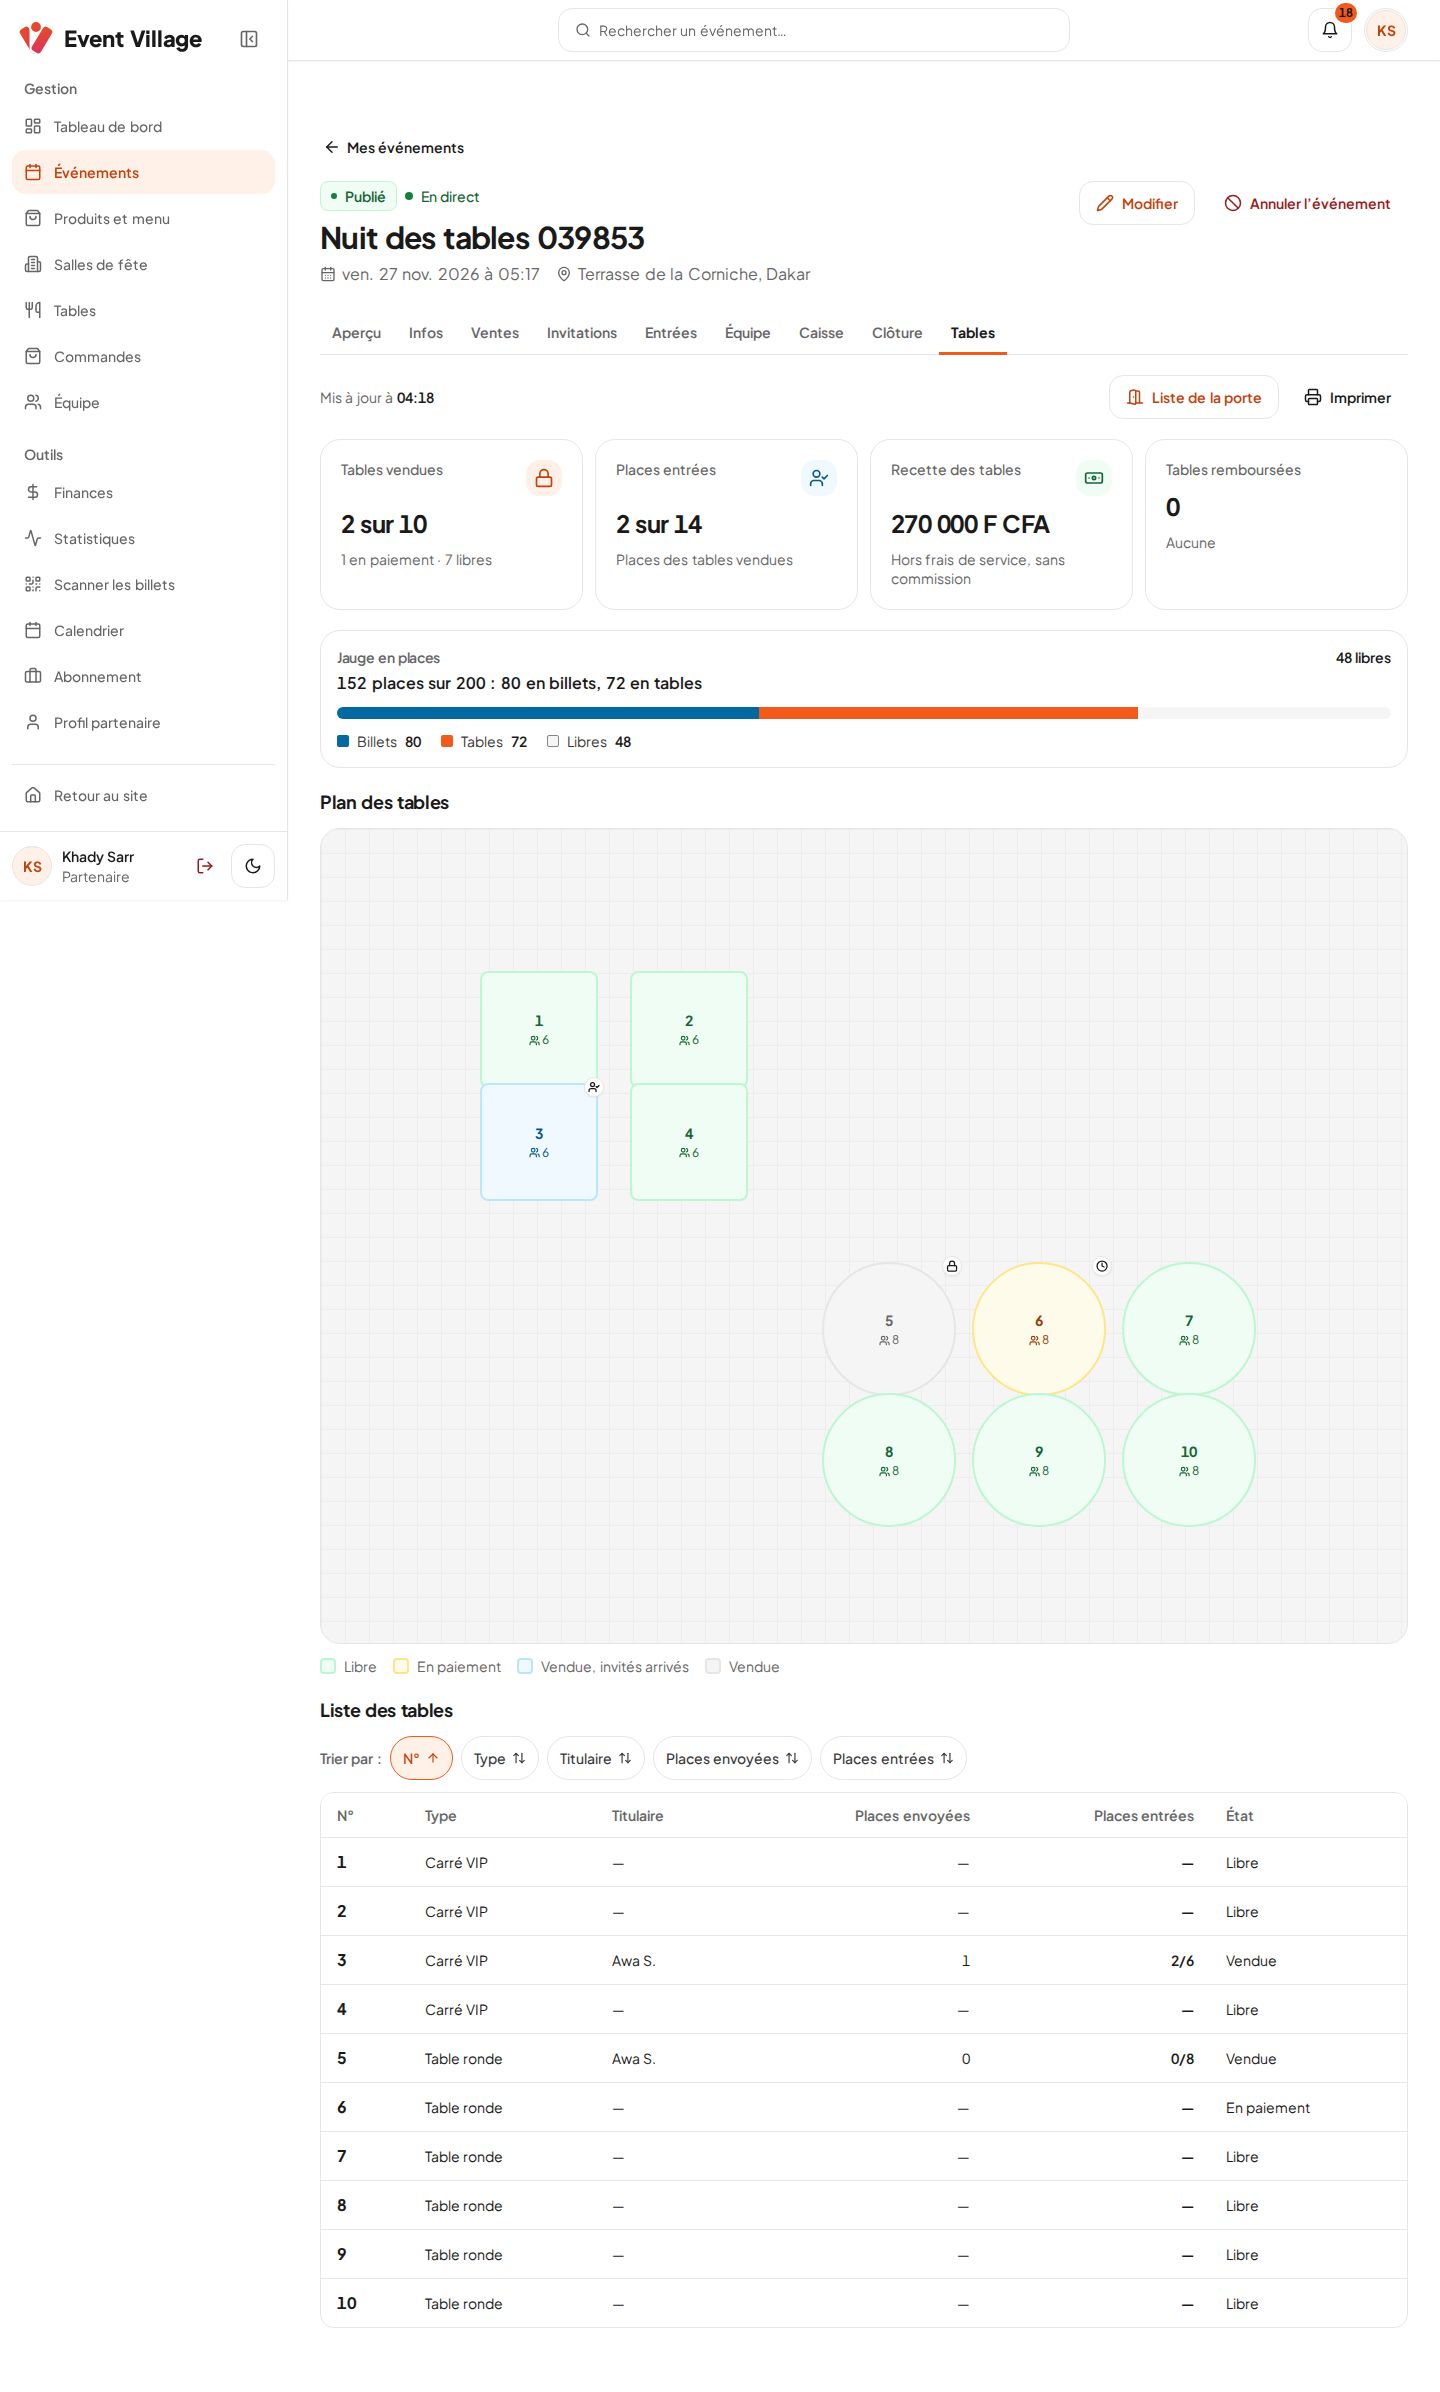 Event Village
Gestion
Tableau de bord
Événements
Produits et menu
Salles de fête
Tables
Commandes
Équipe
Outils
Finances
Statistiques
Scanner les billets
Calendrier
Abonnement
Profil partenaire
Retour au site
KS
Khady Sarr
Partenaire
Rechercher un événement...
18
KS
Mes événements
Publié
En direct
Modifier
Annuler l'événement
Nuit des tables 039853
ven. 27 nov. 2026 à 05:17
Terrasse de la Corniche, Dakar
Aperçu
Infos
Ventes
Invitations
Entrées
Équipe
Caisse
Clôture
Tables
Mis à jour à 04:18
Liste de la porte
Imprimer
Tables vendues
2 sur 10
1 en paiement · 7 libres
Places entrées
2 sur 14
Places des tables vendues
Recette des tables
270 000 F CFA
Hors frais de service, sans
commission
Tables remboursées
0
Aucune
Jauge en places
48 libres
152 places sur 200 : 80 en billets, 72 en tables
Billets 80
Tables 72
Libres 48
Plan des tables
1
6
2
6
3
6
4
6
5
8
6
8
7
8
8
8
9
8
10
8
Libre
En paiement
Vendue, invités arrivés
Vendue
Liste des tables
Trier par :
N°
Type
Titulaire
Places envoyées
Places entrées
N° Type Titulaire Places envoyées Places entrées État
1 Carré VIP — — — Libre
2 Carré VIP — — — Libre
3 Carré VIP Awa S. 1 2/6 Vendue
4 Carré VIP — — — Libre
5 Table ronde Awa S. 0 0/8 Vendue
6 Table ronde — — — En paiement
7 Table ronde — — — Libre
8 Table ronde — — — Libre
9 Table ronde — — — Libre
10 Table ronde — — — Libre